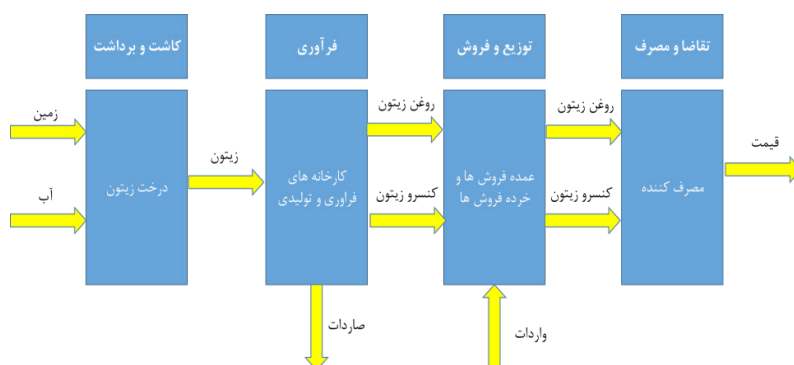 کاشت و برداشت
فرآوری
توزیع و فروش
تقاضا و مصرف
زمین
آب
درخت زیتون
زیتون
کارخانه های
فراوری و تولیدی
روغن زیتون
کنسرو زیتون
صاردات
عمده فروش ها و
خرده فروش ها
واردات
روغن زیتون
کنسرو زیتون
مصرف کننده
قیمت